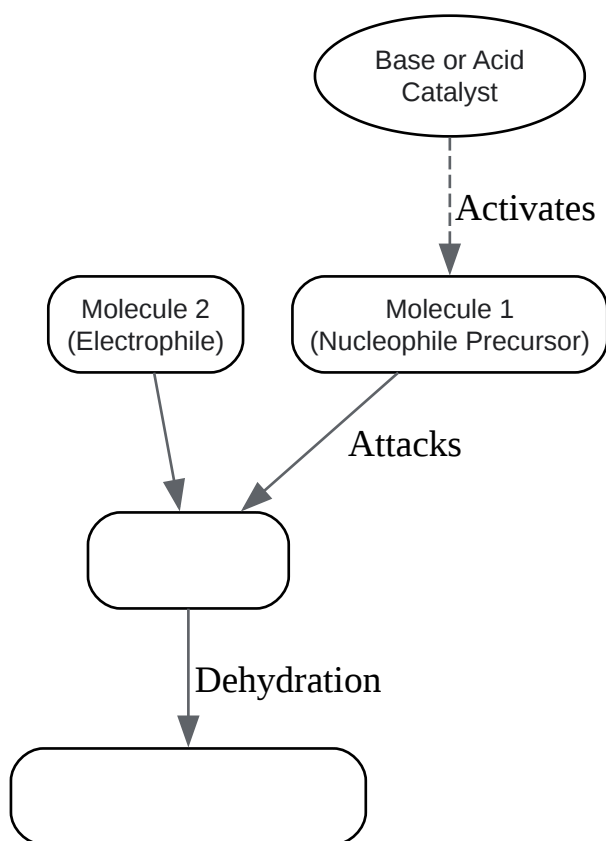 Base or Acid
Catalyst
Activates
Molecule 2
(Electrophile)
Molecule 1
(Nucleophile Precursor)
Attacks
Dehydration